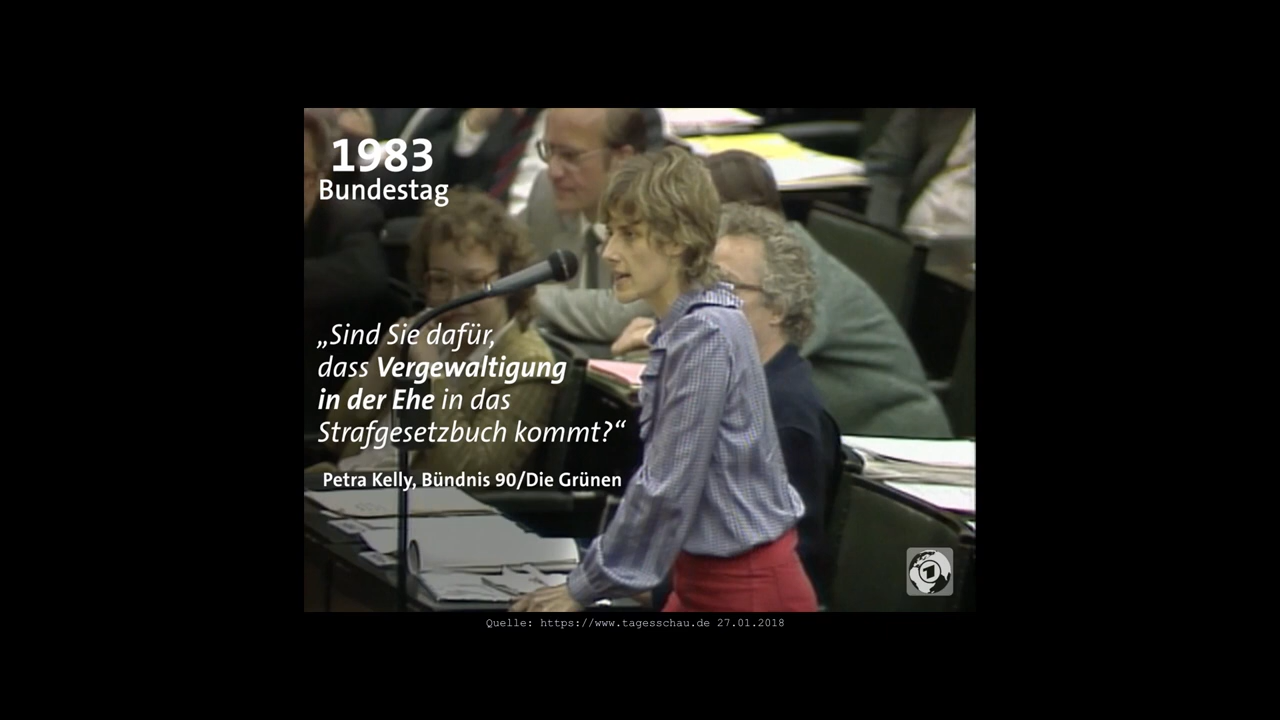 1983
Bundestag
„Sind Sie dafür,
dass Vergewaltigung
in der Ehe in das
Strafgesetzbuch kommt?“
Petra Kelly, Bündnis 90/Die Grünen
1
Quelle: https://www.tagesschau.de 27.01.2018